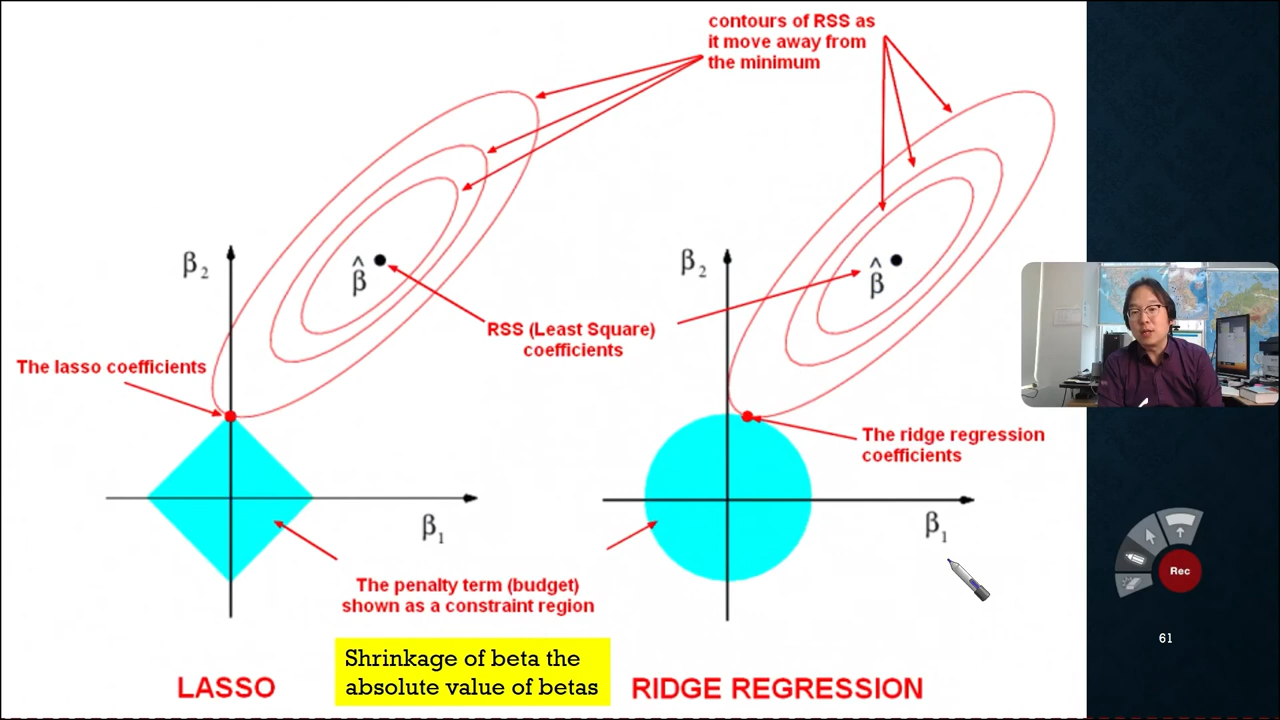 contours of RSS as
it move away from
the minimum
β₂
β̂
β₂
β̂
RSS (Least Square)
coefficients
The lasso coefficients
The ridge regression
coefficients
β₁
β₁
The penalty term (budget)
shown as a constraint region
Shrinkage of beta the
absolute value of betas
LASSO
RIDGE REGRESSION
Rec
61